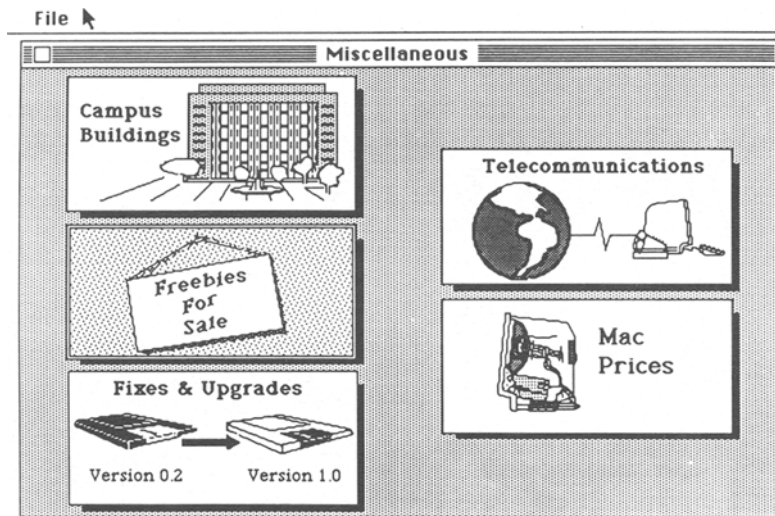 File
Miscellaneous
Campus
Buildings
Freebies
For
Sale
Fixes & Upgrades
Version 0.2
Version 1.0
Telecommunications
Mac
Prices